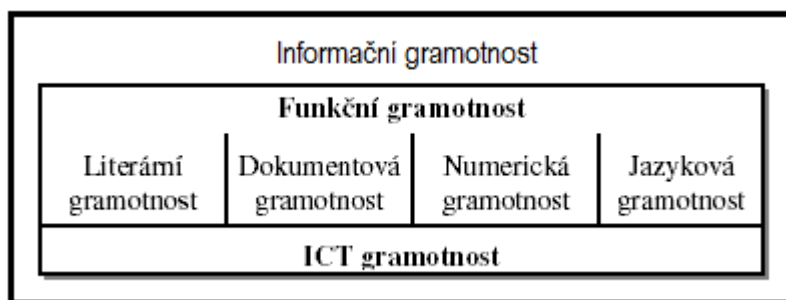 Informační gramotnost
Funkční gramotnost
Literární gramotnost
Dokumentová gramotnost
Numerická gramotnost
Jazyková gramotnost
ICT gramotnost